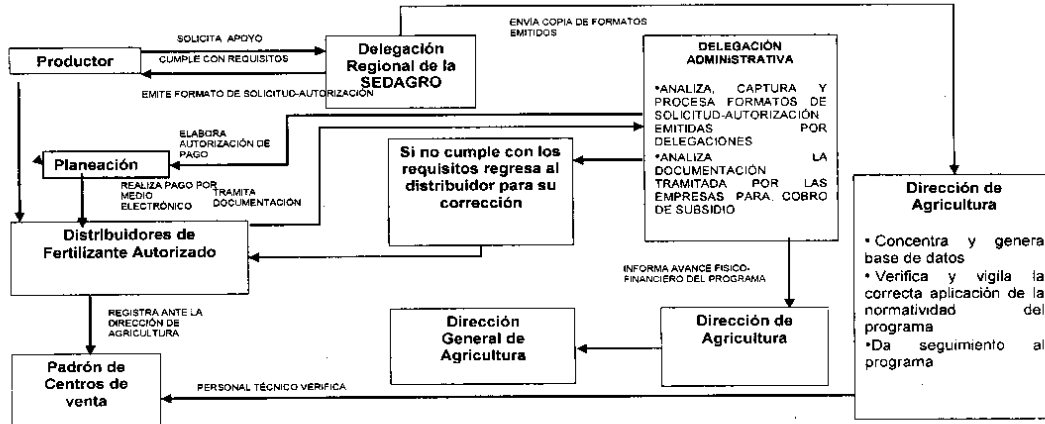 ENVÍA COPIA DE FORMATOS
EMITIDOS
SOLICITA APOYO
Productor
CUMPLE CON REQUISITOS
Delegación
Regional de la
SEDAGRO
EMITE FORMATO DE SOLICITUD-AUTORIZACIÓN
DELEGACIÓN
ADMINISTRATIVA
•ANALIZA, CAPTURA Y
PROCESA FORMATOS DE
SOLICITUD-AUTORIZACIÓN
EMITIDAS POR
DELEGACIONES
•ANALIZA LA
DOCUMENTACIÓN
TRAMITADA POR LAS
EMPRESAS PARA COBRO
DE SUBSIDIO
ELABORA
AUTORIZACIÓN DE
PAGO
Planeación
REALIZA PAGO POR
MEDIO
ELECTRÓNICO
TRAMITA
DOCUMENTACIÓN
Si no cumple con los
requisitos regresa al
distribuidor para su
corrección
Distribuidores de
Fertilizante Autorizado
Dirección de
Agricultura
• Concentra y genera
base de datos
• Verifica y vigila la
correcta aplicación de la
normatividad del
programa
•Da seguimiento al
programa
INFORMA AVANCE FISICO-
FINANCIERO DEL PROGRAMA
REGISTRA ANTE LA
DIRECCIÓN DE
AGRICULTURA
Dirección
General de
Agricultura
Dirección de
Agricultura
Padrón de
Centros de
venta
PERSONAL TÉCNICO VERIFICA